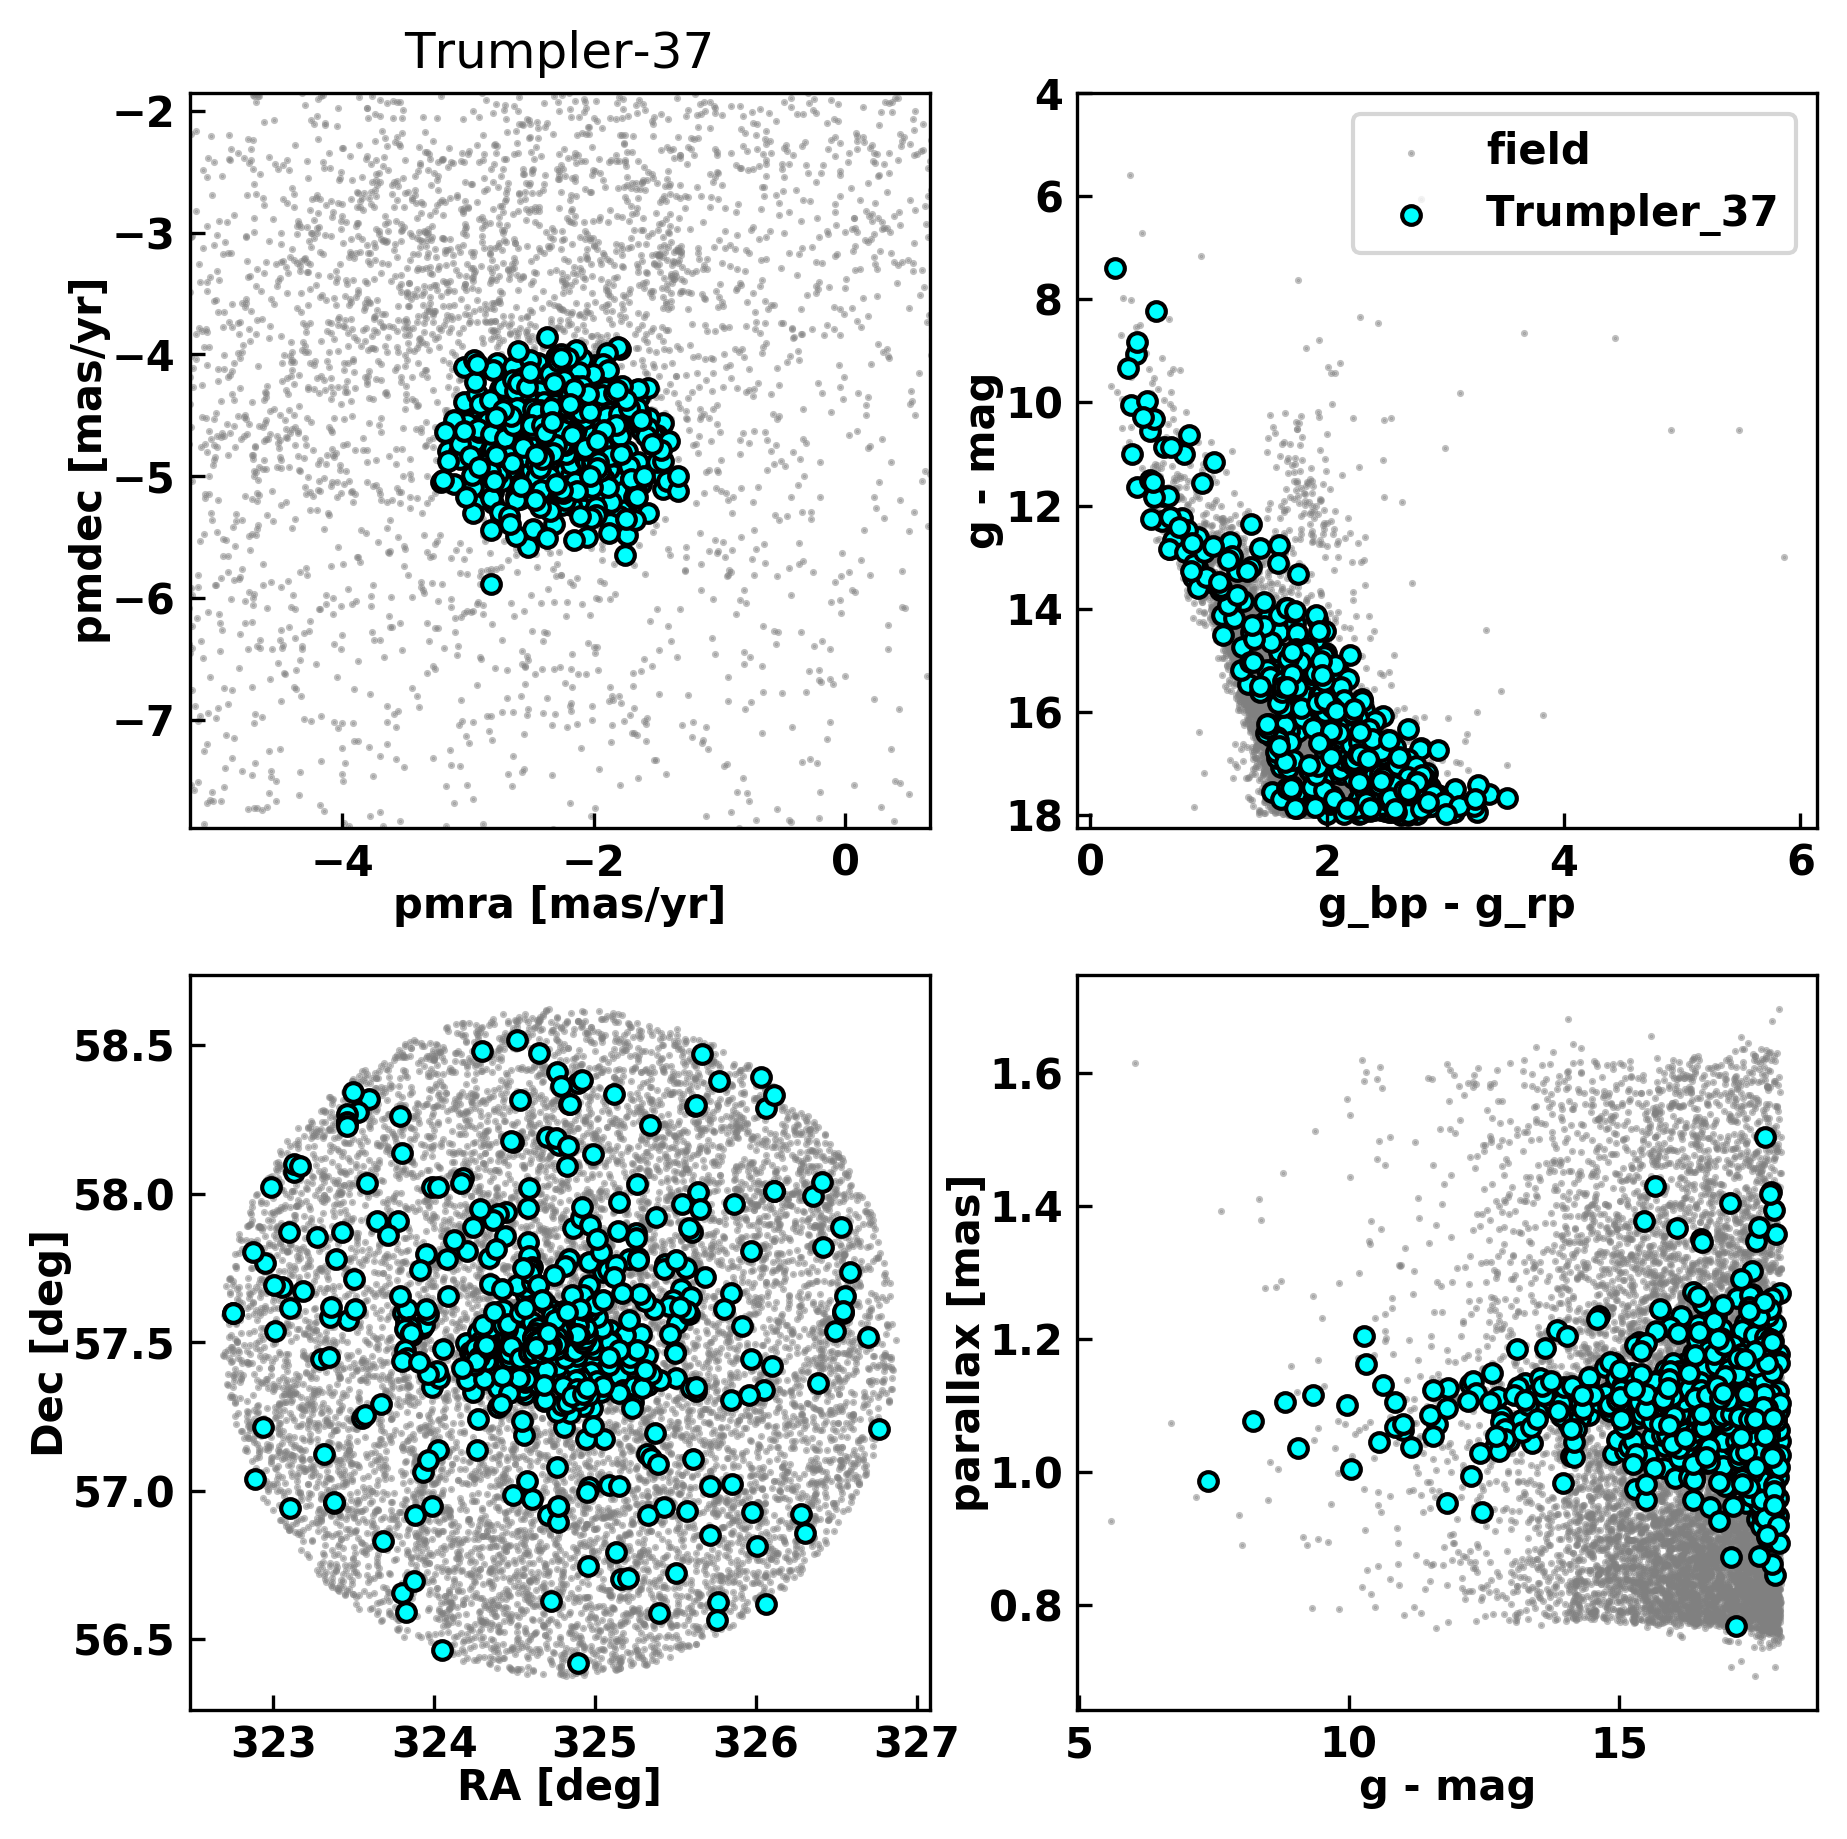 Trumpler-37
−2
−3
−4
−5
−6
−7
pmdec [mas/yr]
−4 −2 0
pmra [mas/yr]
4
6
8
10
12
14
16
18
g - mag
field
Trumpler_37
0 2 4 6
g_bp - g_rp
58.5
58.0
57.5
57.0
56.5
Dec [deg]
323 324 325 326 327
RA [deg]
1.6
1.4
1.2
1.0
0.8
parallax [mas]
5 10 15
g - mag